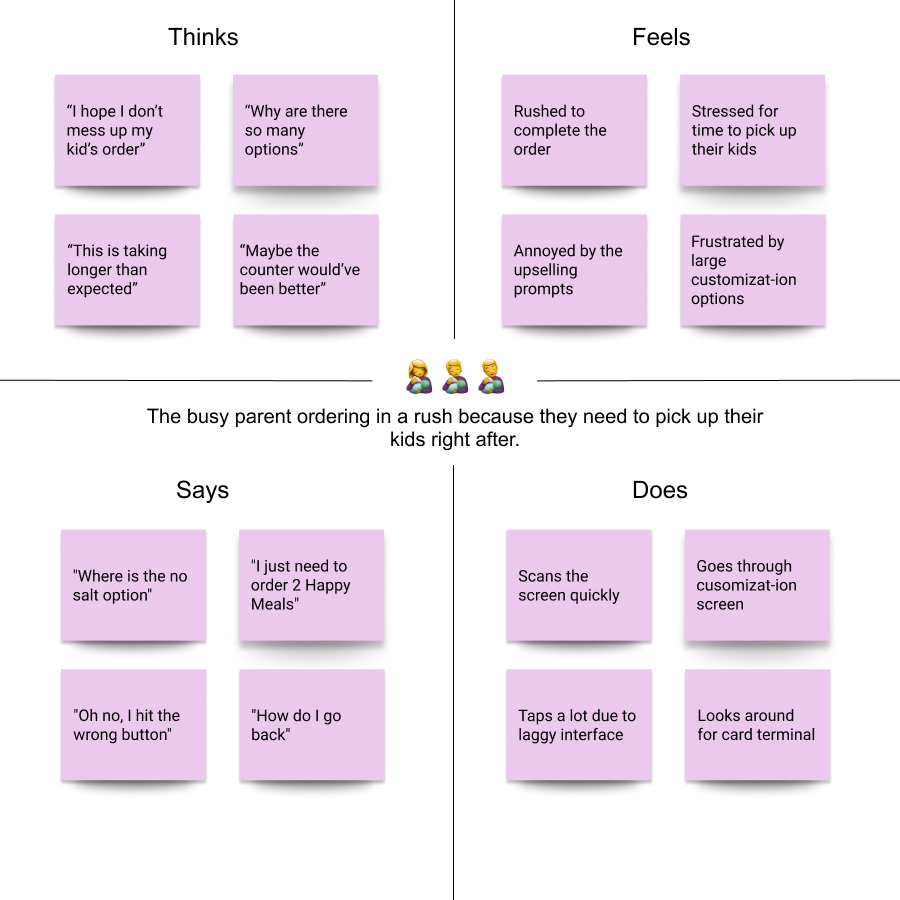 Thinks
“I hope I don’t
mess up my
kid’s order”
“Why are there
so many
options”
“This is taking
longer than
expected”
“Maybe the
counter would’ve
been better”
Feels
Rushed to
complete the
order
Stressed for
time to pick up
their kids
Annoyed by the
upselling
prompts
Frustrated by
large
customizat-ion
options
The busy parent ordering in a rush because they need to pick up their
kids right after.
Says
"Where is the no
salt option"
"I just need to
order 2 Happy
Meals"
"Oh no, I hit the
wrong button"
"How do I go
back"
Does
Scans the
screen quickly
Goes through
cusomizat-ion
screen
Taps a lot due to
laggy interface
Looks around
for card terminal